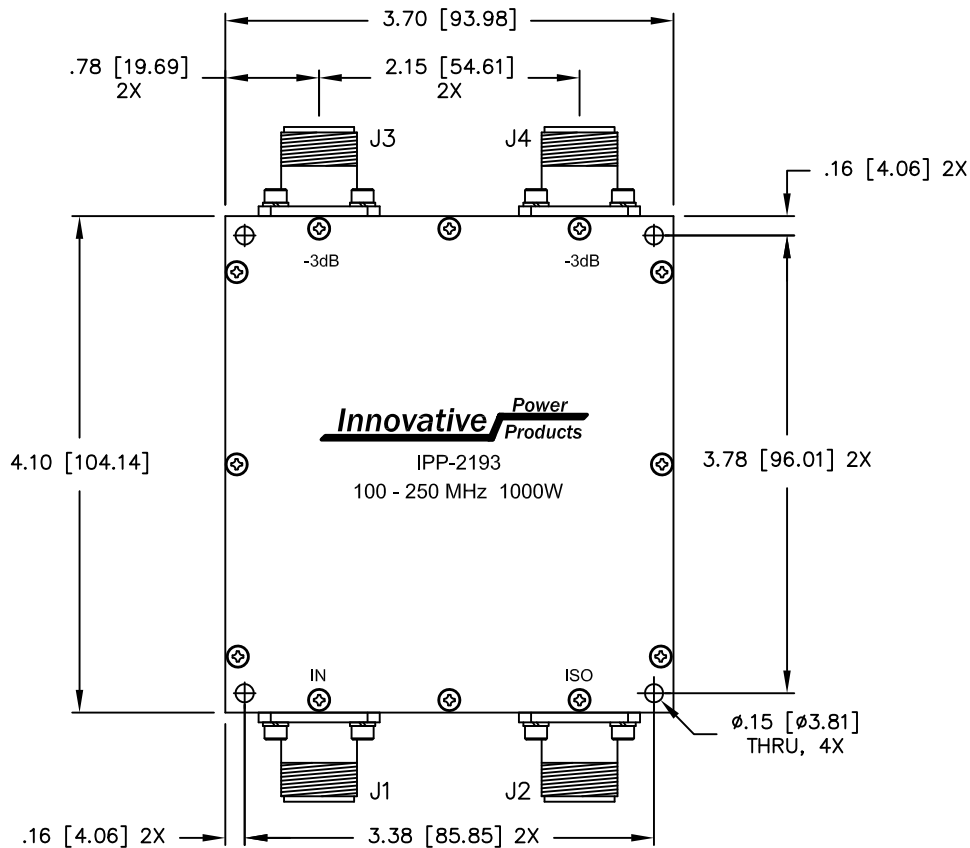 3.70 [93.98]
.78 [19.69]
2X
2.15 [54.61]
2X
J3
J4
.16 [4.06] 2X
-3dB
-3dB
Innovative Power
Products
4.10 [104.14]
IPP-2193
3.78 [96.01] 2X
100 - 250 MHz 1000W
IN
ISO
ø.15 [ø3.81]
THRU, 4X
J1
J2
.16 [4.06] 2X
3.38 [85.85] 2X